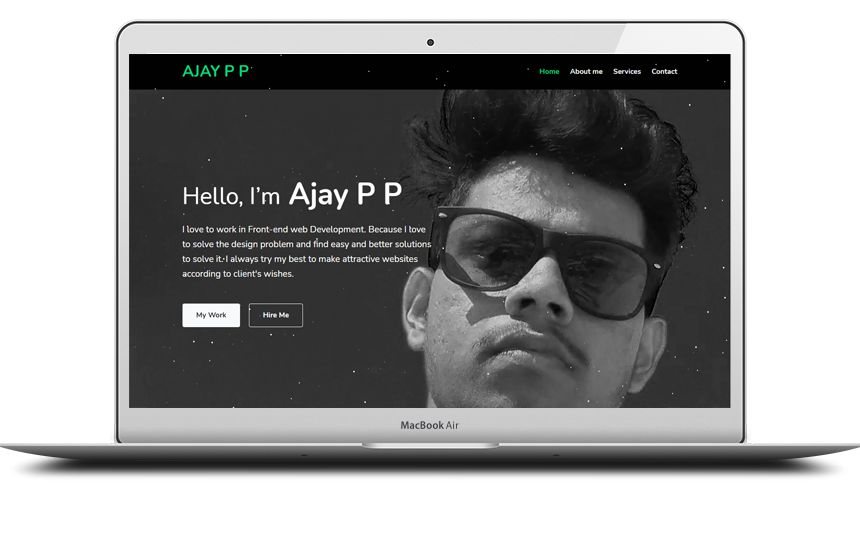 AJAY P P
Home About me Services Contact
Hello, I'm Ajay P P
I love to work in Front-end web Development. Because I love
to solve the design problem and find easy and better solutions
to solve it. I always try my best to make attractive websites
according to client's wishes.
My Work Hire Me
MacBook Air